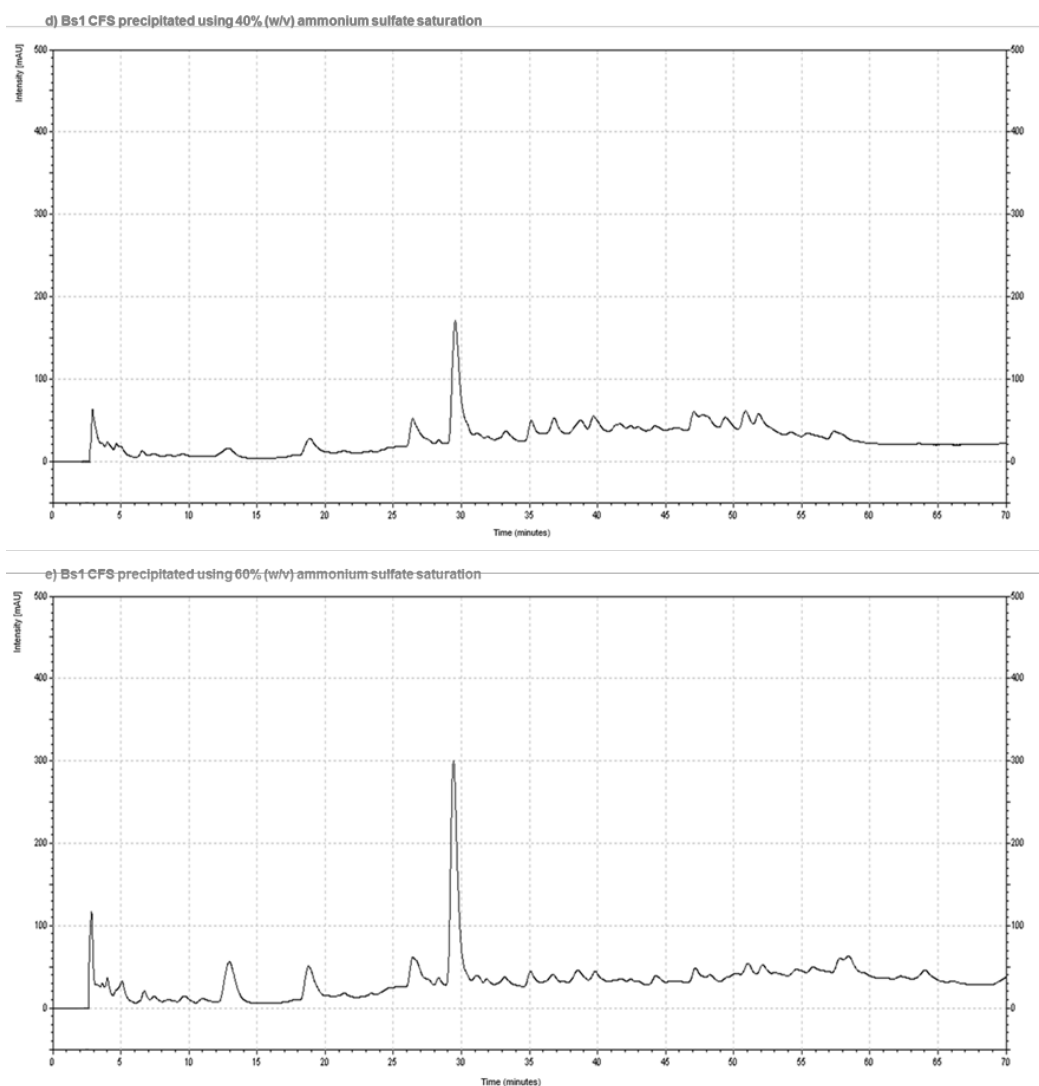 d) Bs1 CFS precipitated using 40% (w/v) ammonium sulfate saturation
Intensity [mAU]
500 500
400 400
300 300
200 200
100 100
0 0
0 5 10 15 20 25 30 35 40 45 50 55 60 65 70
Time (minutes)
e) Bs1 CFS precipitated using 60% (w/v) ammonium sulfate saturation
Intensity [mAU]
500 500
400 400
300 300
200 200
100 100
0 0
0 5 10 15 20 25 30 35 40 45 50 55 60 65 70
Time (minutes)